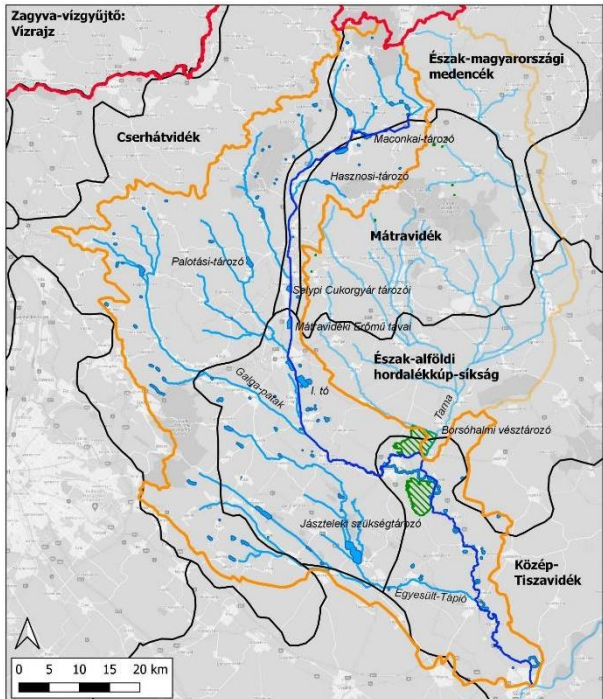 Zagyva-vízgyűjtő:
Vízrajz
Észak-magyarországi
medencék
Cserhátvidék
Maconkai-tározó
Hasznosi-tározó
Mátravidék
Palotási-tározó
Selypi Cukorgyár tározói
Mátravidéki Erőmű tavai
Észak-alföldi
hordalékkúp-síkság
Galga-patak
I. tó
Tarna
Borsóhalmi vésztározó
Jászteleki szükségtározó
Közép-
Tiszavidék
Egyesült-Tápió
0 5 10 15 20 km